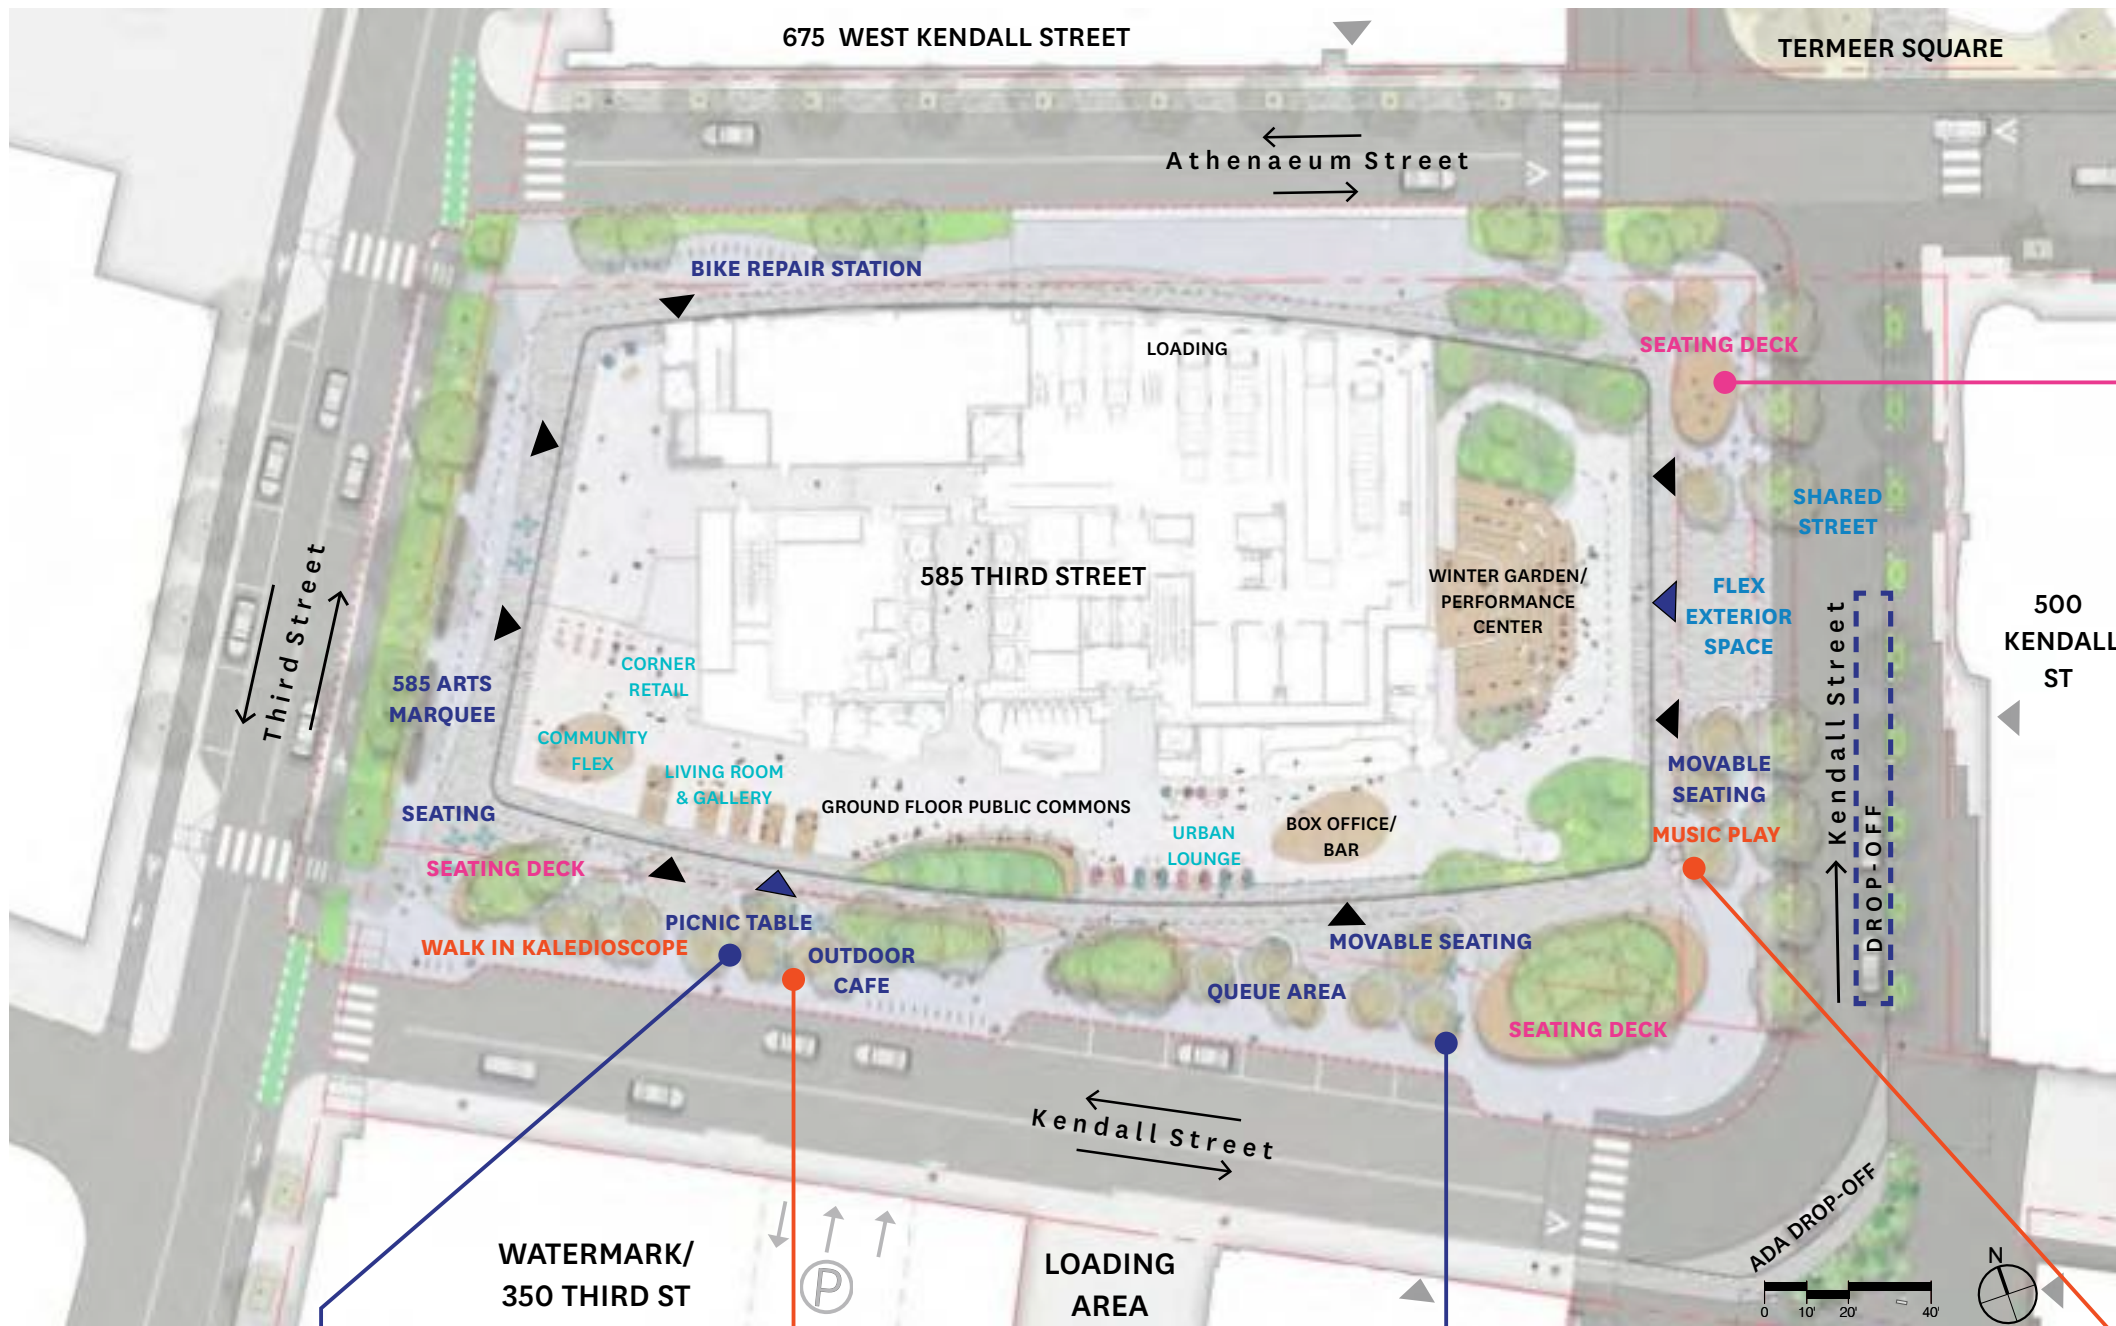 675 WEST KENDALL STREET
TERMEER SQUARE
Athenaeum Street
BIKE REPAIR STATION
LOADING
SEATING DECK
SHARED
STREET
585 THIRD STREET
WINTER GARDEN/
PERFORMANCE
CENTER
FLEX
EXTERIOR
SPACE
500
KENDALL
ST
Third Street
Kendall Street
DROP-OFF
CORNER
RETAIL
585 ARTS
MARQUEE
COMMUNITY
FLEX
LIVING ROOM
& GALLERY
GROUND FLOOR PUBLIC COMMONS
URBAN
LOUNGE
BOX OFFICE/
BAR
MOVABLE
SEATING
MUSIC PLAY
SEATING
SEATING DECK
PICNIC TABLE
WALK IN KALEDIOSCOPE
OUTDOOR
CAFE
MOVABLE SEATING
QUEUE AREA
SEATING DECK
Kendall Street
ADA DROP-OFF
WATERMARK/
350 THIRD ST
P
LOADING
AREA
N
0 10' 20' 40'